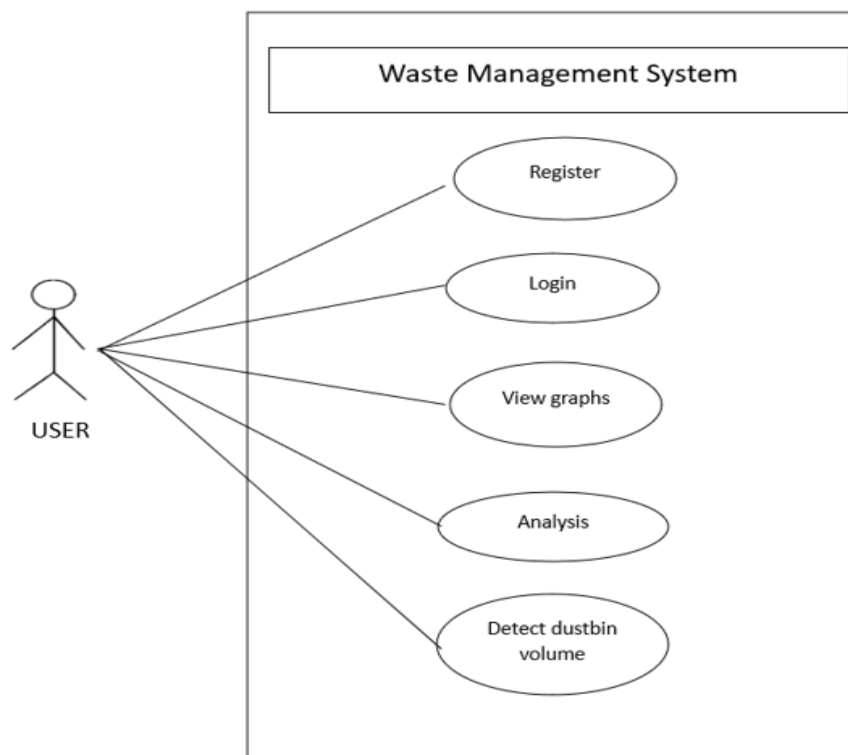 Waste Management System
Register
Login
View graphs
USER
Analysis
Detect dustbin
volume